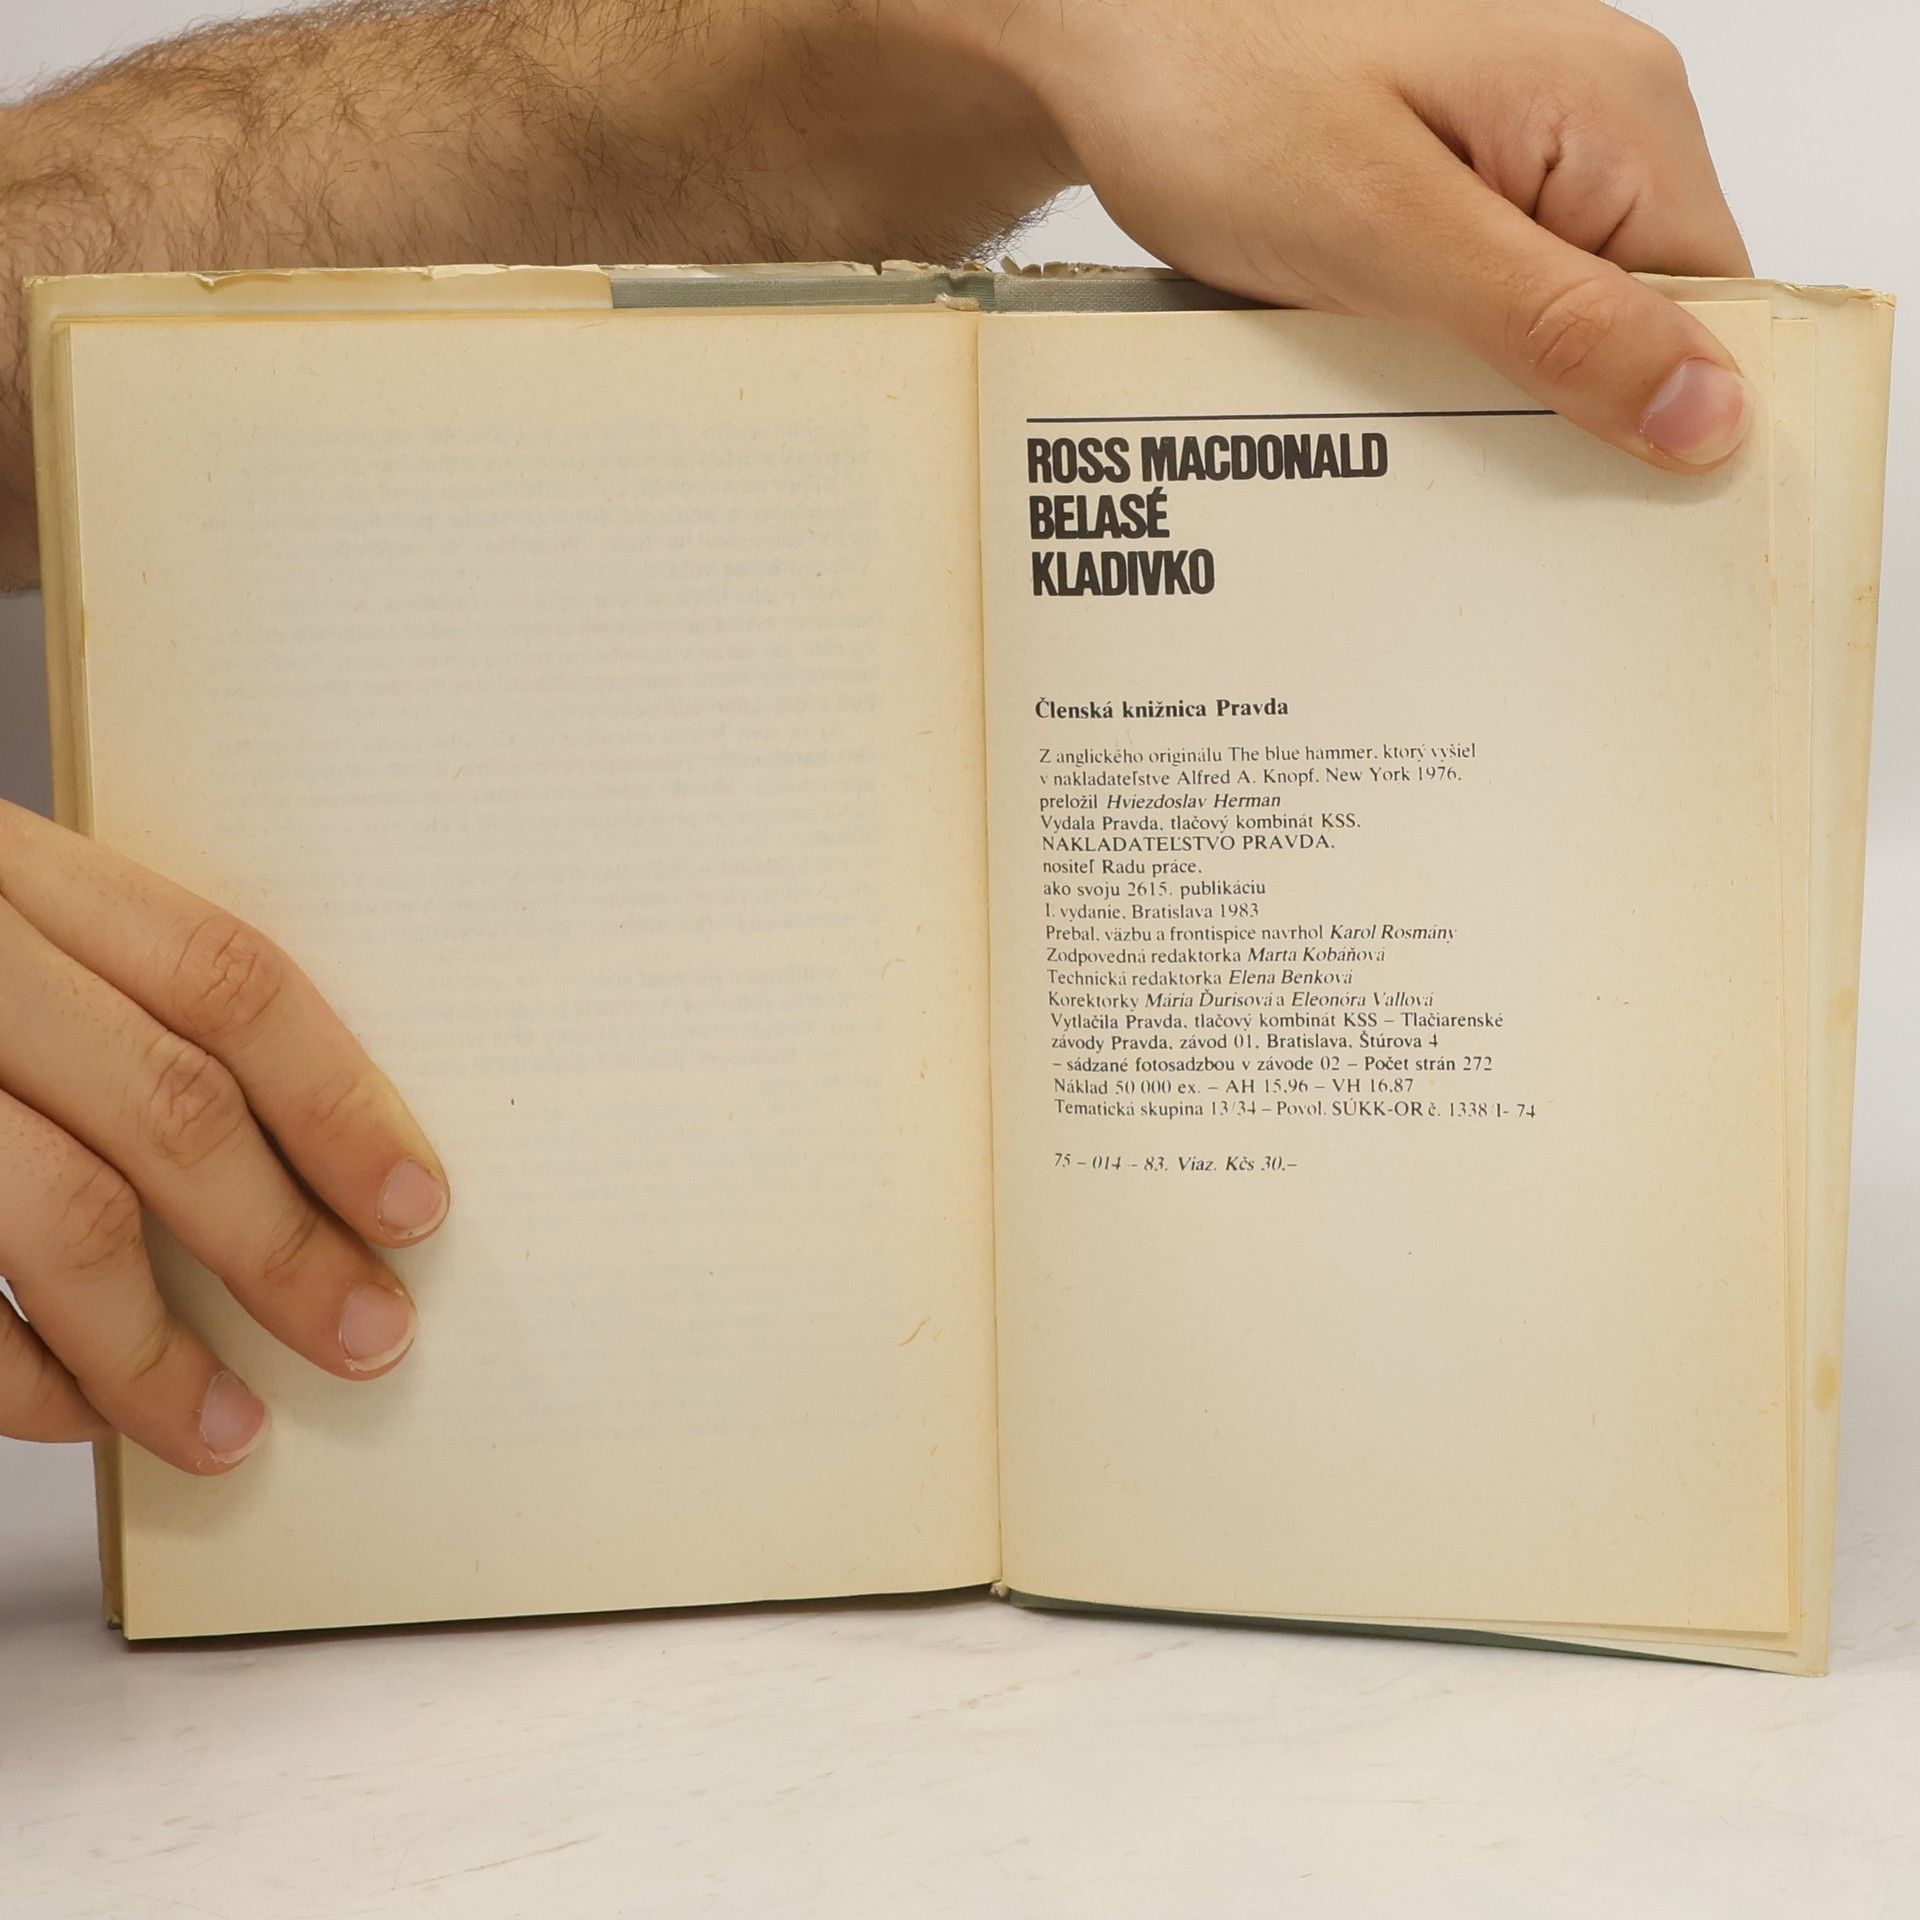 ROSS MACDONALD
BELASÉ
KLADIVKO
Členská knižnica Pravda
Z anglického originálu The blue hammer, ktorý vyšiel
v nakladateľstve Alfred A. Knopf, New York 1976,
preložil Hviezdoslav Herman
Vydala Pravda, tlačový kombinát KSS,
NAKLADATEĽSTVO PRAVDA,
nositeľ Radu práce,
ako svoju 2615. publikáciu
I. vydanie, Bratislava 1983
Prebal, väzbu a frontispice navrhol Karol Rosmány
Zodpovedná redaktorka Marta Kobáňová
Technická redaktorka Elena Benková
Korektorky Mária Ďurisová a Eleonóra Vallová
Vytlačila Pravda, tlačový kombinát KSS – Tlačiarenské
závody Pravda, závod 01, Bratislava, Štúrova 4
– sádzané fotosadzbou v závode 02 – Počet strán 272
Náklad 50 000 ex. – AH 15,96 – VH 16,87
Tematická skupina 13/34 – Povol. SÚKK-OR č. 1338/I- 74
75 – 014 – 83. Viaz. Kčs 30,–